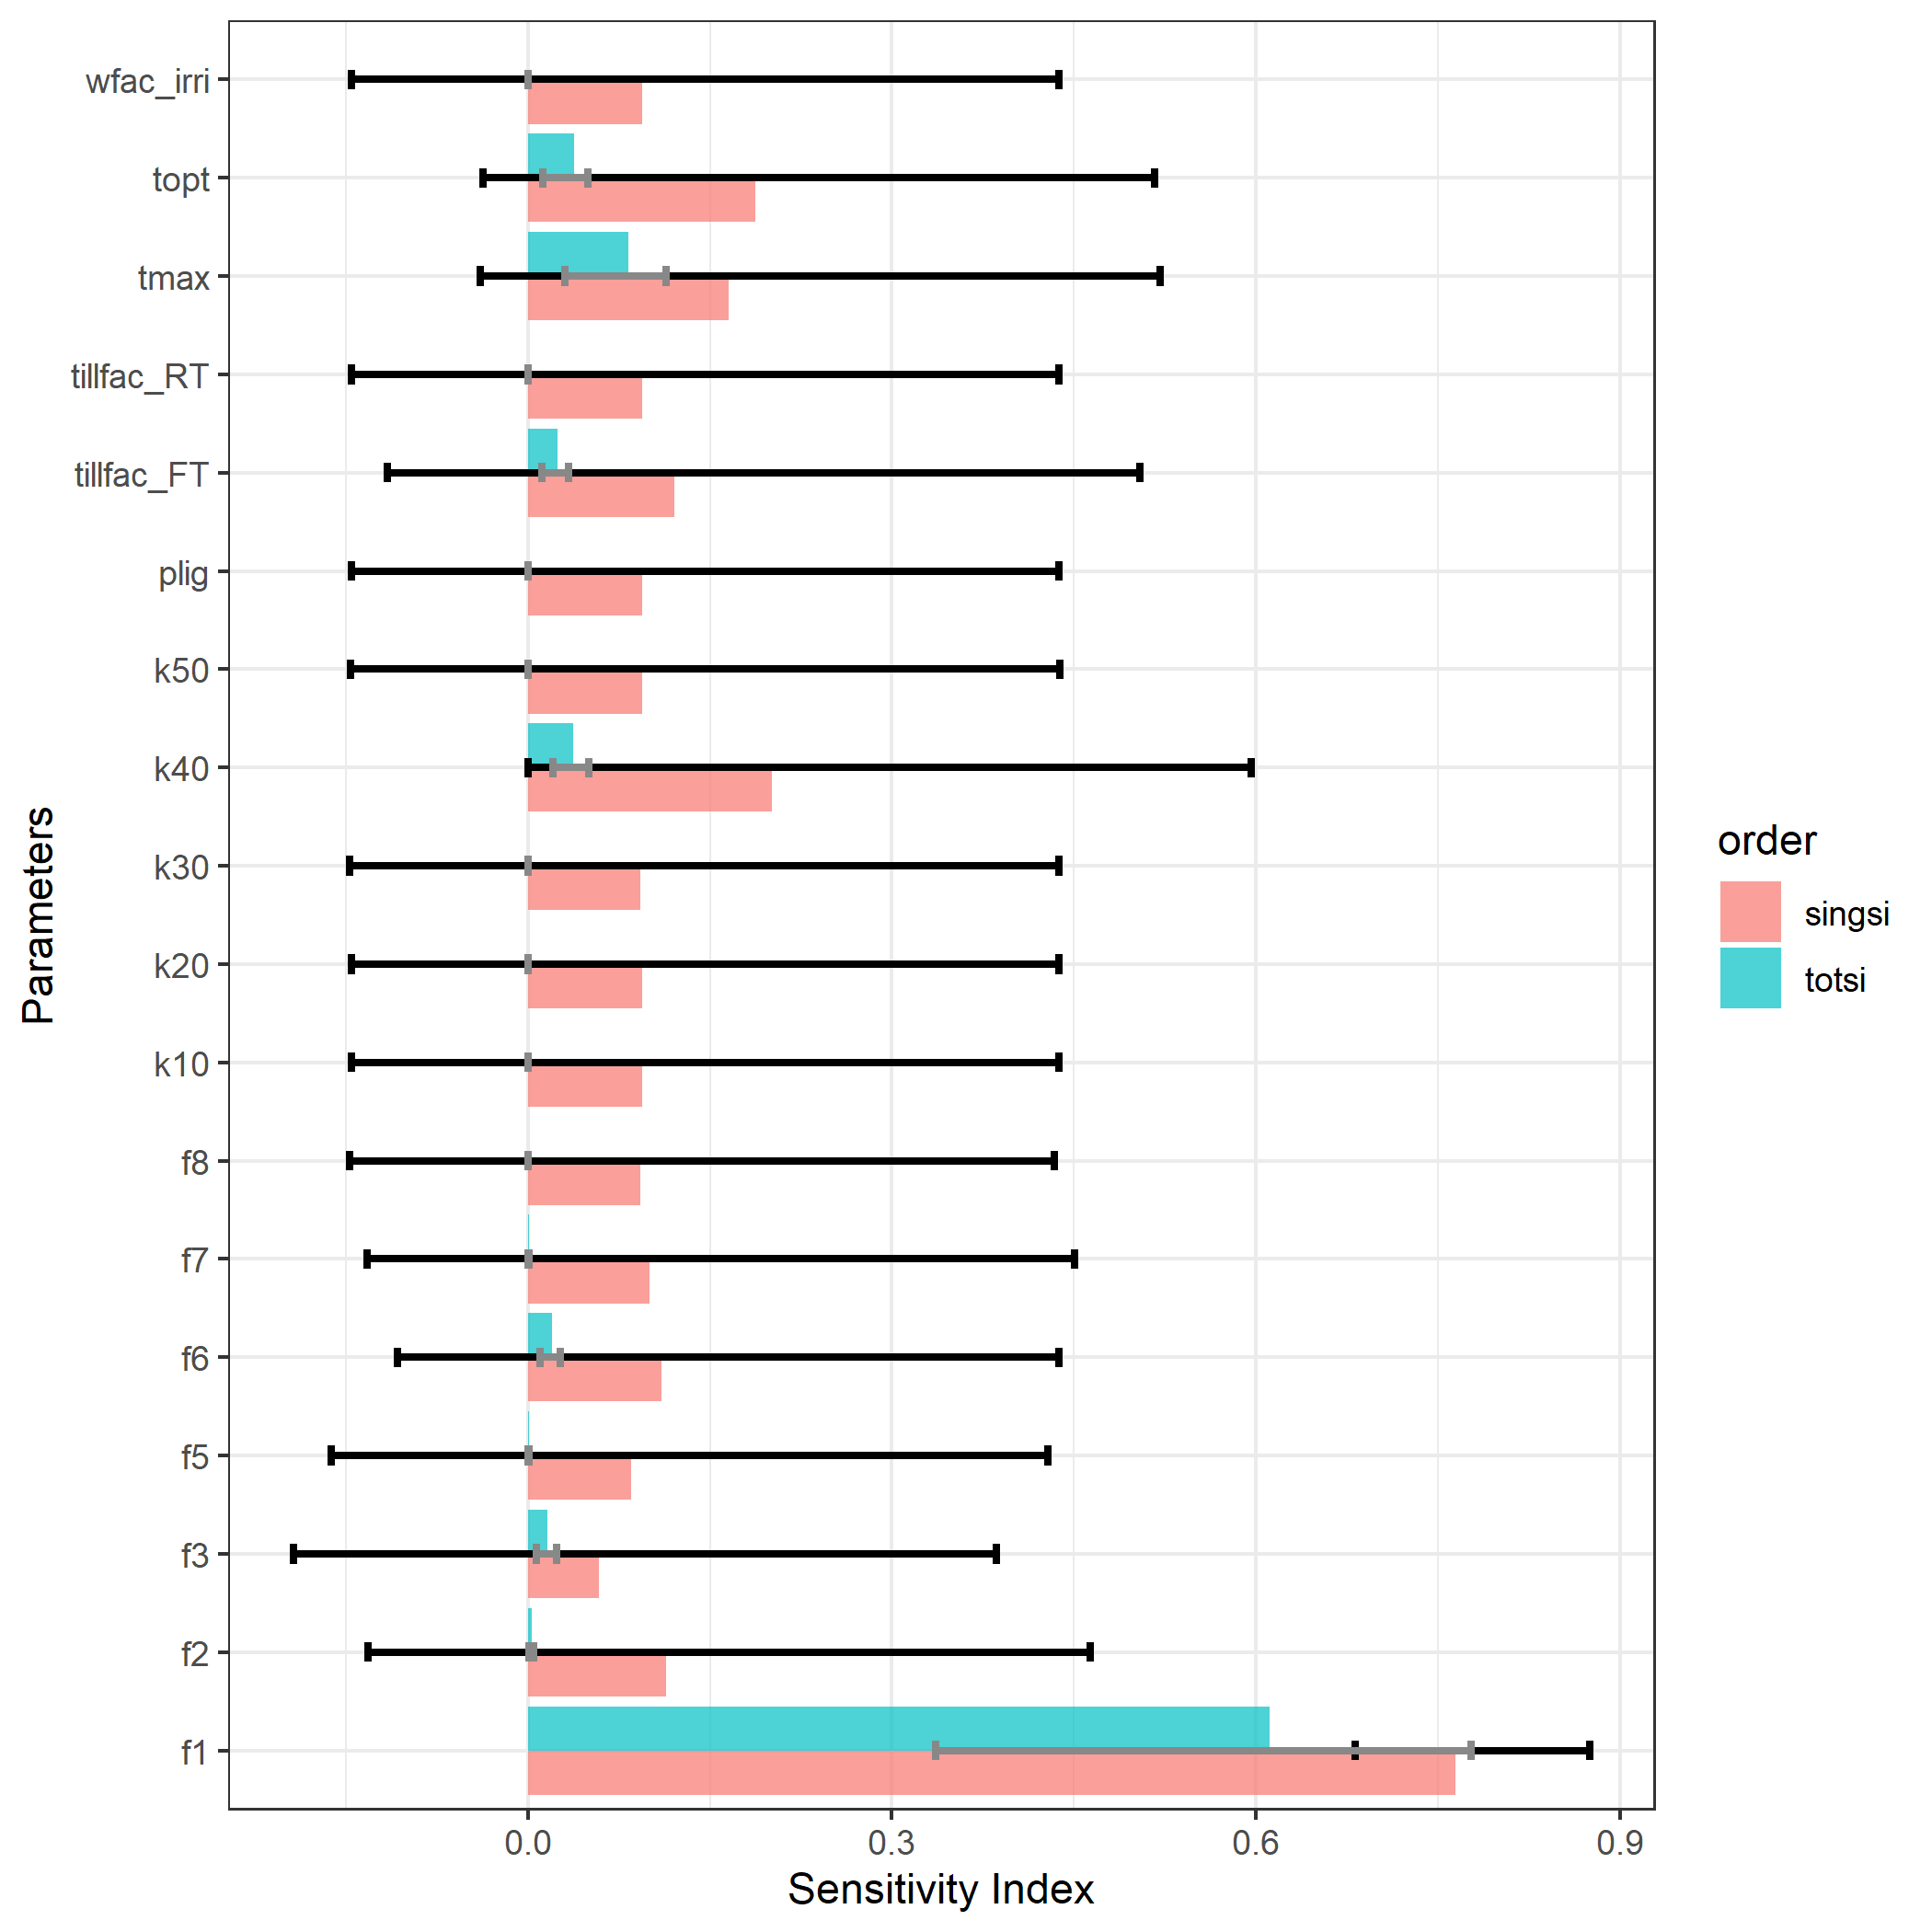 wfac_irri
topt
tmax
tillfac_RT
tillfac_FT
plig
k50
k40
k30
k20
k10
f8
f7
f6
f5
f3
f2
f1
Parameters
0.0 0.3 0.6 0.9
Sensitivity Index
order
singsi
totsi